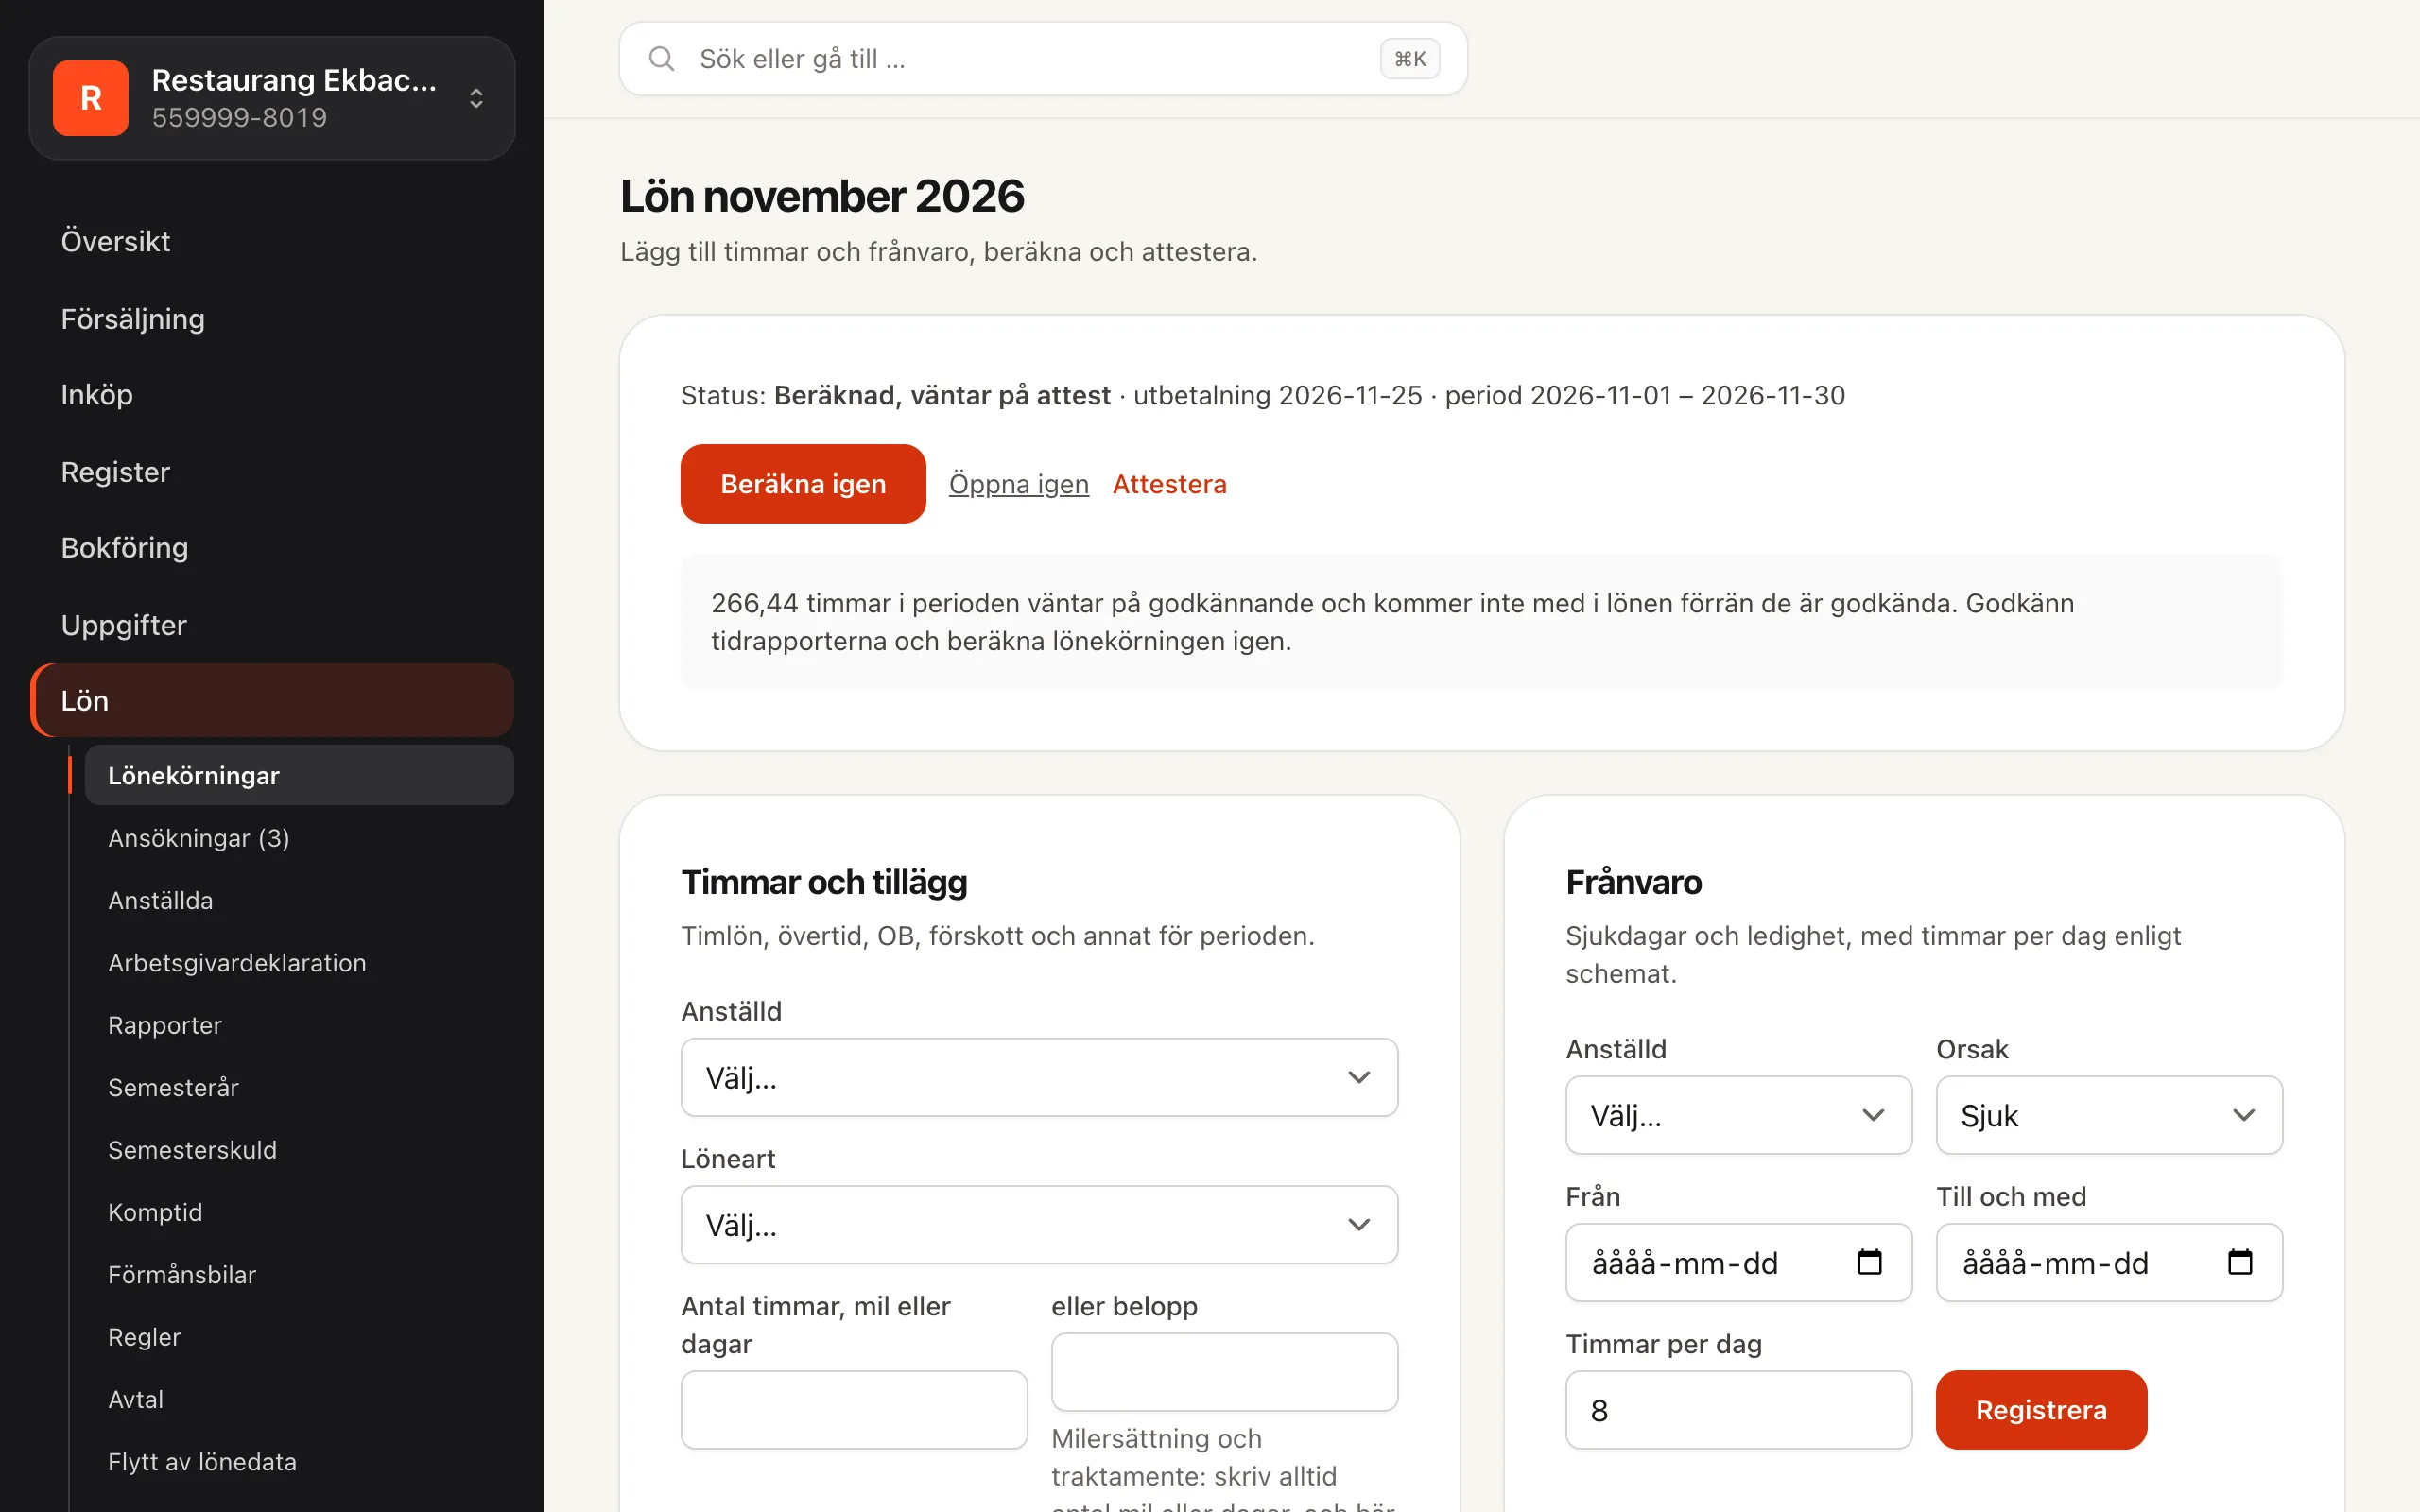 R
Restaurang Ekbac...
559999-8019
Översikt
Försäljning
Inköp
Register
Bokföring
Uppgifter
Lön
Lönekörningar
Ansökningar (3)
Anställda
Arbetsgivardeklaration
Rapporter
Semesterår
Semesterskuld
Komptid
Förmånsbilar
Regler
Avtal
Flytt av lönedata
Sök eller gå till ...
⌘K
Lön november 2026
Lägg till timmar och frånvaro, beräkna och attestera.
Status: Beräknad, väntar på attest · utbetalning 2026-11-25 · period 2026-11-01 – 2026-11-30
Beräkna igen Öppna igen Attestera
266,44 timmar i perioden väntar på godkännande och kommer inte med i lönen förrän de är godkända. Godkänn
tidrapporterna och beräkna lönekörningen igen.
Timmar och tillägg
Timlön, övertid, OB, förskott och annat för perioden.
Anställd
Välj...
Löneart
Välj...
Antal timmar, mil eller
dagar
eller belopp
Milersättning och
traktamente: skriv alltid
antal mil eller dagar, och här
Frånvaro
Sjukdagar och ledighet, med timmar per dag enligt
schemat.
Anställd
Välj...
Orsak
Sjuk
Från
åååå-mm-dd
Till och med
åååå-mm-dd
Timmar per dag
8
Registrera